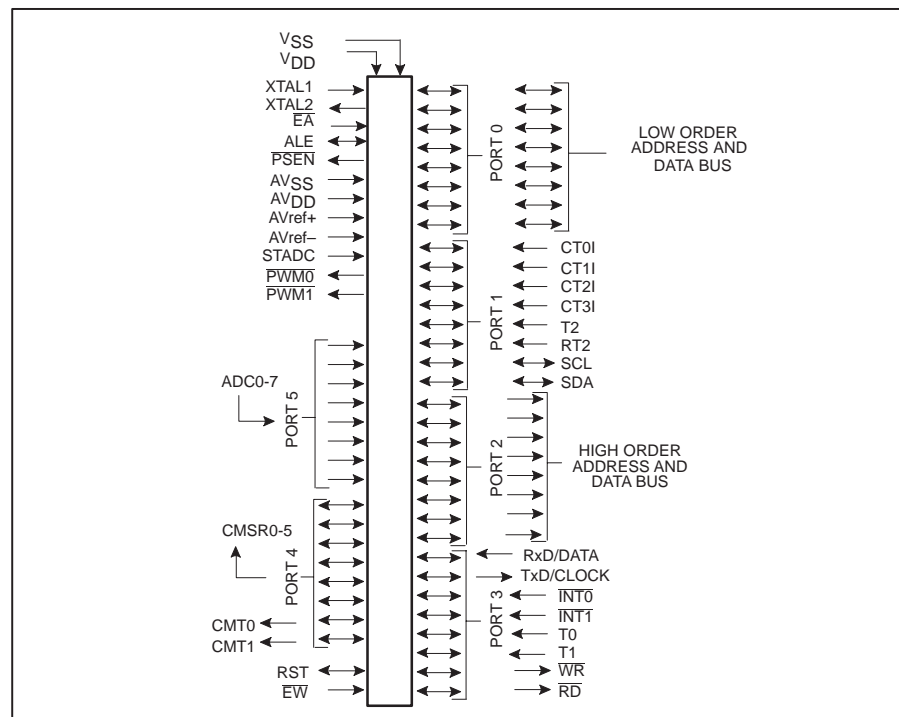 VSS
VDD
XTAL1
XTAL2
EA
ALE
PSEN
AVSS
AVDD
AVref+
AVref–
STADC
PWM0
PWM1
ADC0-7
PORT 5
CMSR0-5
PORT 4
CMT0
CMT1
RST
EW
PORT 0
LOW ORDER
ADDRESS AND
DATA BUS
PORT 1
CT0I
CT1I
CT2I
CT3I
T2
RT2
SCL
SDA
PORT 2
HIGH ORDER
ADDRESS AND
DATA BUS
PORT 3
RxD/DATA
TxD/CLOCK
INT0
INT1
T0
T1
WR
RD